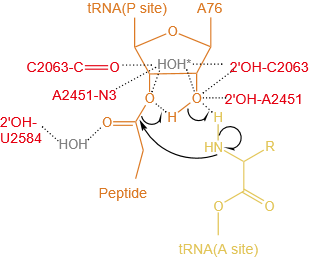 tRNA(P site) A76
O
C2063-C=O HOH* 2'OH-C2063
A2451-N3 O O 2'OH-A2451
2'OH-
U2584 O H H
HOH HN R
Peptide O O
tRNA(A site)